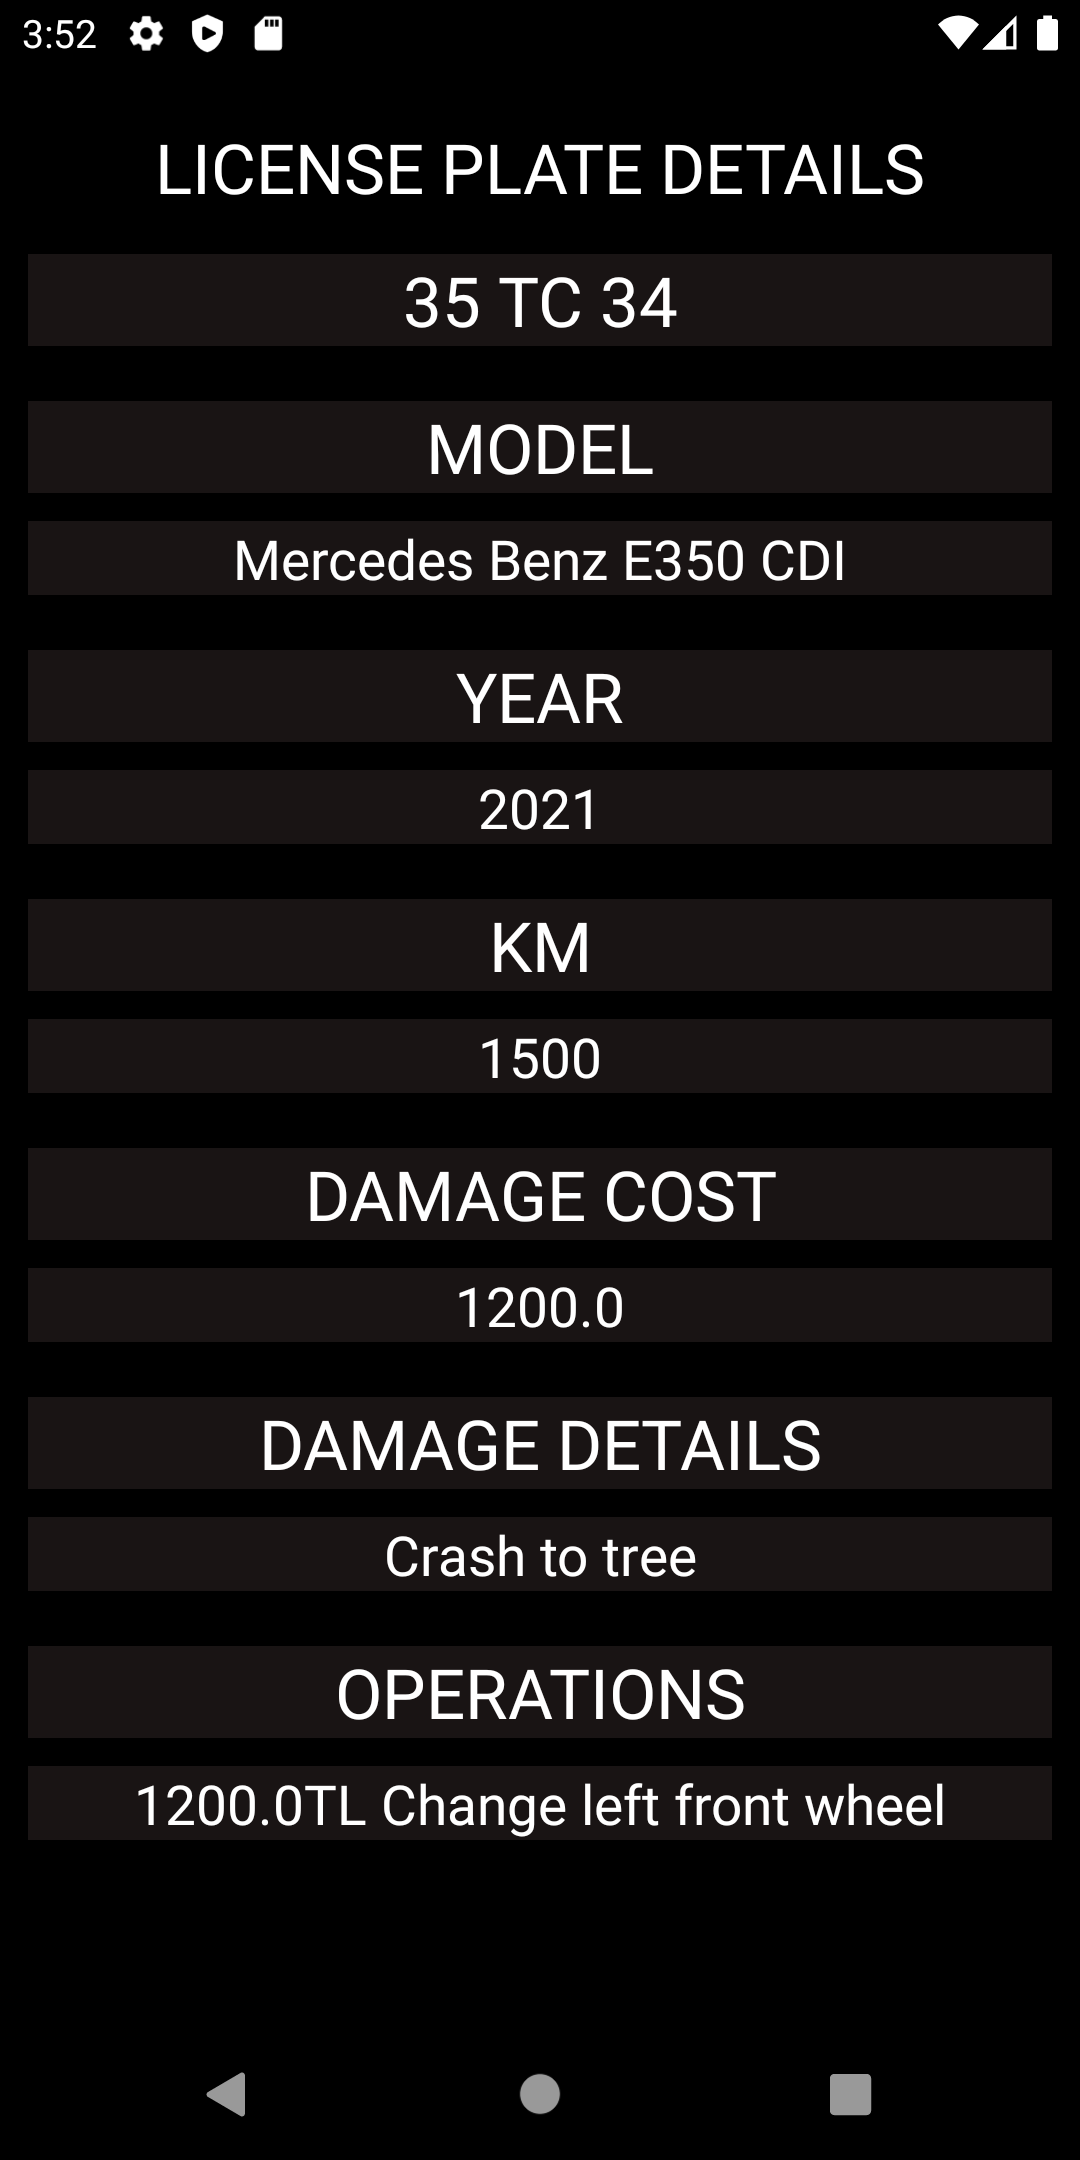 3:52
LICENSE PLATE DETAILS
35 TC 34
MODEL
Mercedes Benz E350 CDI
YEAR
2021
KM
1500
DAMAGE COST
1200.0
DAMAGE DETAILS
Crash to tree
OPERATIONS
1200.0TL Change left front wheel